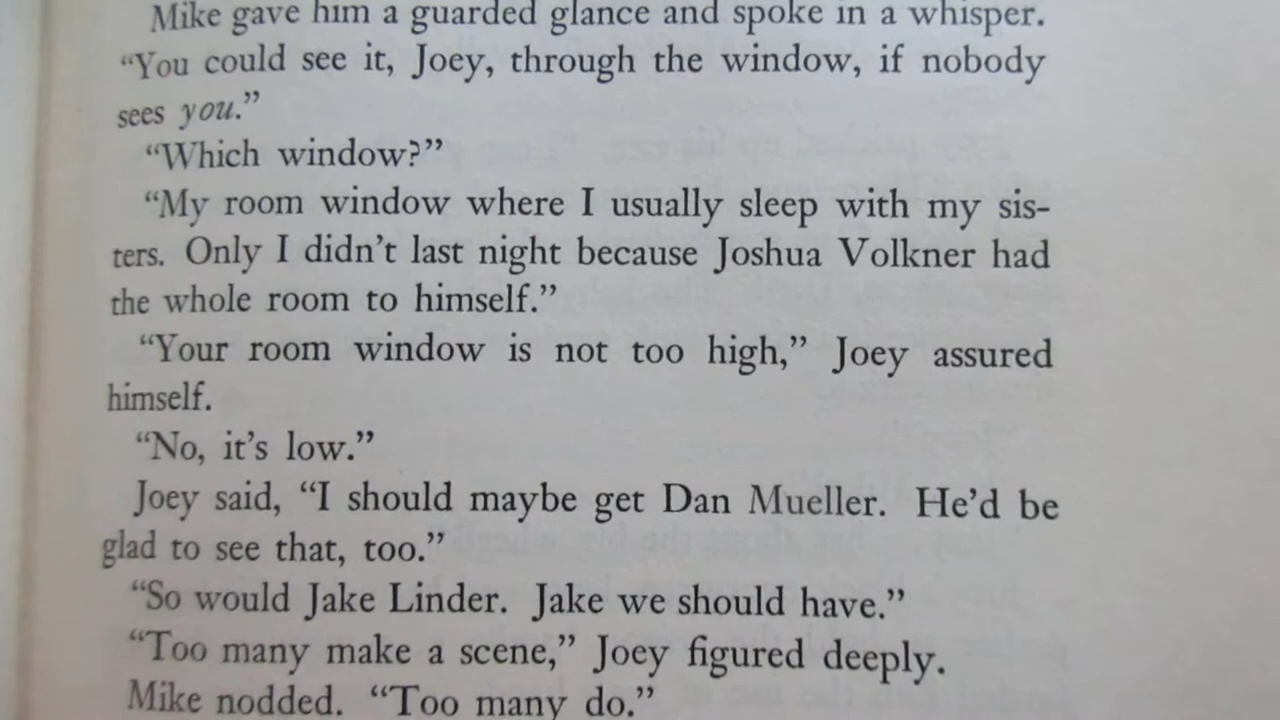 Mike gave him a guarded glance and spoke in a whisper.
“You could see it, Joey, through the window, if nobody
sees you.”
“Which window?”
“My room window where I usually sleep with my sis-
ters. Only I didn’t last night because Joshua Volkner had
the whole room to himself.”
“Your room window is not too high,” Joey assured
himself.
“No, it’s low.”
Joey said, “I should maybe get Dan Mueller. He’d be
glad to see that, too.”
“So would Jake Linder. Jake we should have.”
“Too many make a scene,” Joey figured deeply.
Mike nodded. “Too many do.”